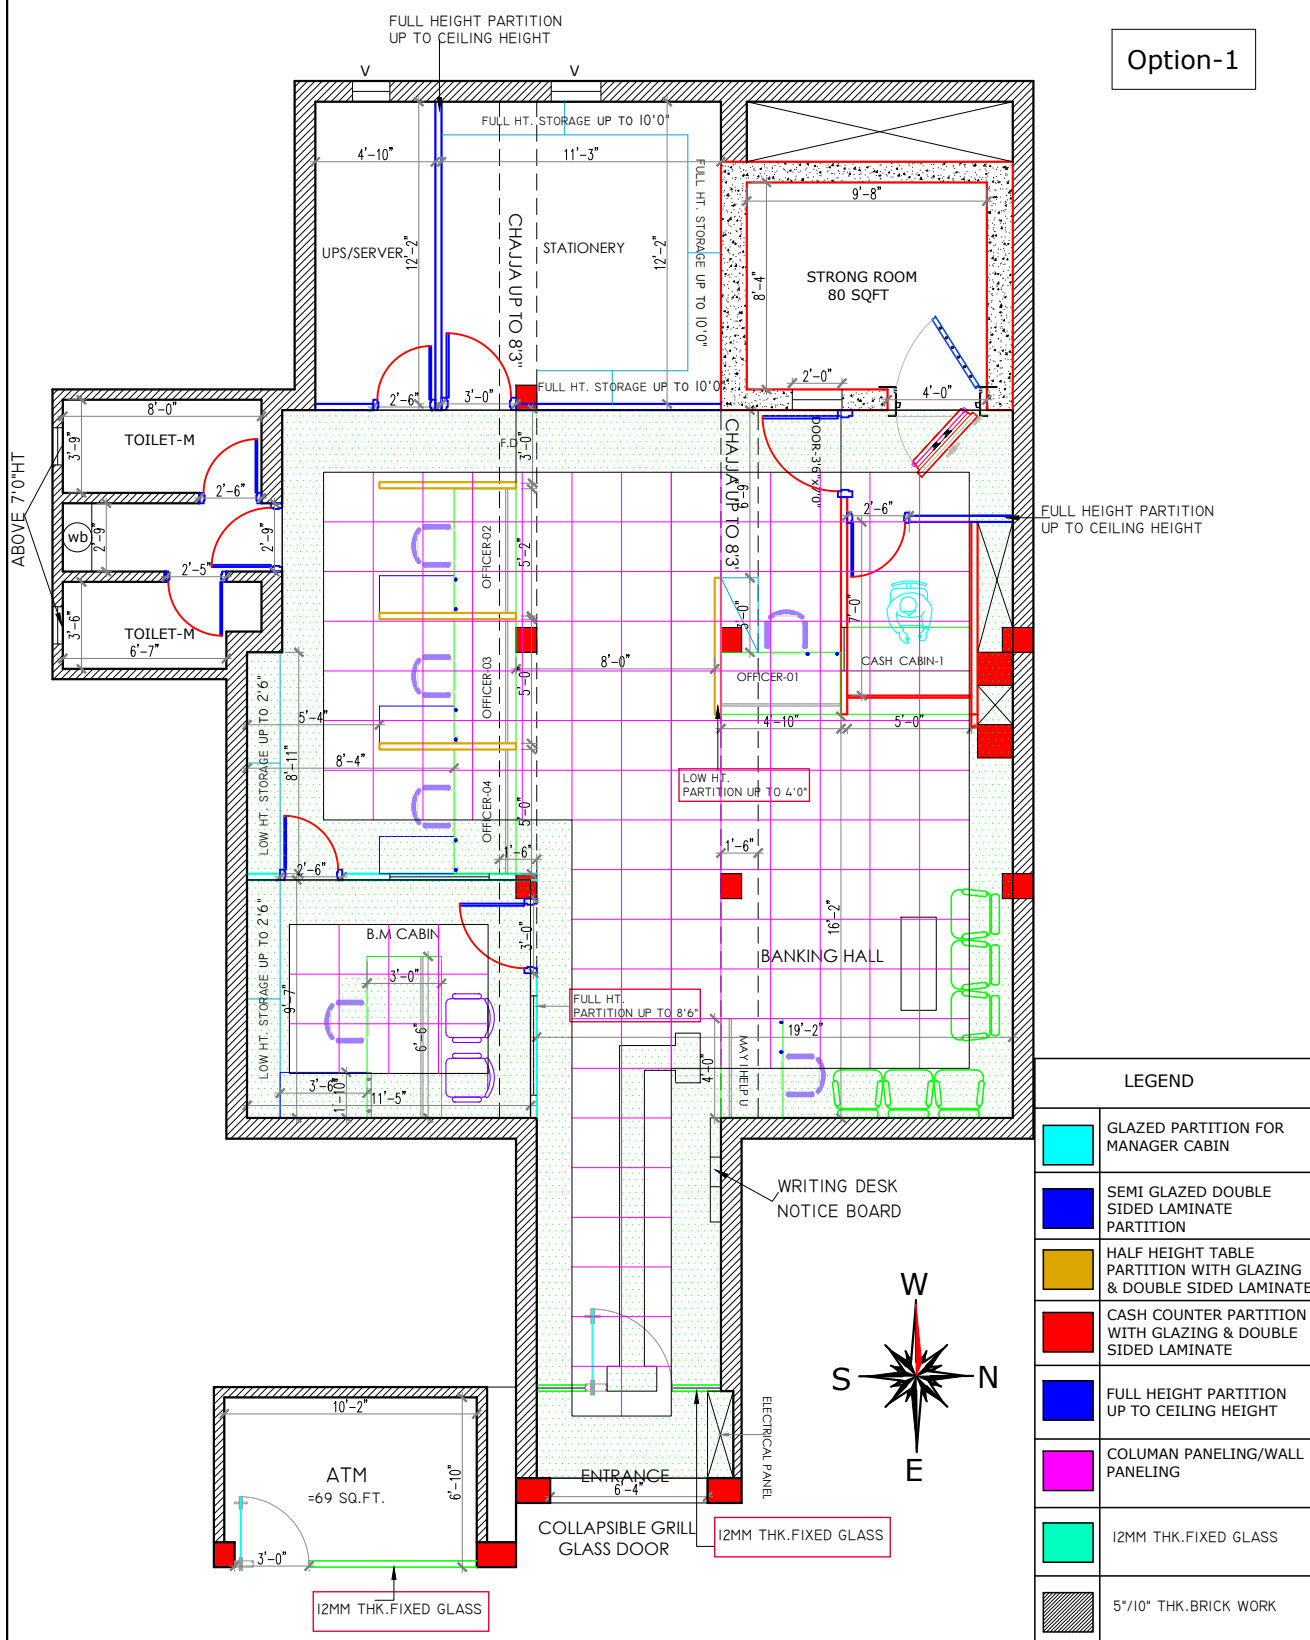 FULL HEIGHT PARTITION
UP TO CEILING HEIGHT
Option-1
V
V
FULL HT. STORAGE UP TO 10'0"
4'-10"
11'-3"
FULL HT. STORAGE UP TO 10'0"
9'-8"
CHAJJA UP TO 8'3"
UPS/SERVER
12'-2"
STATIONERY
12'-2"
8'-4"
STRONG ROOM
80 SQFT
2'-0"
4'-0"
FULL HT. STORAGE UP TO 10'0"
2'-6"
3'-0"
8'-0"
TOILET-M
3'-9"
2'-6"
ABOVE 7'0"HT
wb
2'-9"
2'-9"
2'-5"
3'-6"
TOILET-M
6'-7"
F.D
3'-0"
CHAJJA UP TO 8'3"
6'-9"
DOOR-3'6"x7'0"
2'-6"
FULL HEIGHT PARTITION
UP TO CEILING HEIGHT
OFFICER-02
5'-2"
3'-0"
7'-0"
8'-0"
CASH CABIN-1
OFFICER-01
OFFICER-03
5'-0"
4'-10"
5'-0"
LOW HT. STORAGE UP TO 2'6"
5'-4"
8'-11"
8'-4"
LOW HT.
PARTITION UP TO 4'0"
OFFICER-04
5'-0"
1'-6"
1'-6"
2'-6"
LOW HT. STORAGE UP TO 2'6"
B.M CABIN
3'-0"
16'-2"
BANKING HALL
3'-0"
9'-7"
6'-6"
FULL HT.
PARTITION UP TO 8'6"
19'-2"
4'-0"
MAY I HELP U
3'-6"
1'-10"
11'-5"
WRITING DESK
NOTICE BOARD
LEGEND
GLAZED PARTITION FOR
MANAGER CABIN
SEMI GLAZED DOUBLE
SIDED LAMINATE
PARTITION
HALF HEIGHT TABLE
PARTITION WITH GLAZING
& DOUBLE SIDED LAMINATE
CASH COUNTER PARTITION
WITH GLAZING & DOUBLE
SIDED LAMINATE
FULL HEIGHT PARTITION
UP TO CEILING HEIGHT
COLUMAN PANELING/WALL
PANELING
12MM THK.FIXED GLASS
5"/10" THK.BRICK WORK
W
S
N
E
ELECTRICAL PANEL
10'-2"
ATM
=69 SQ.FT.
6'-10"
3'-0"
ENTRANCE
6'-4"
COLLAPSIBLE GRILL
GLASS DOOR
12MM THK.FIXED GLASS
12MM THK.FIXED GLASS